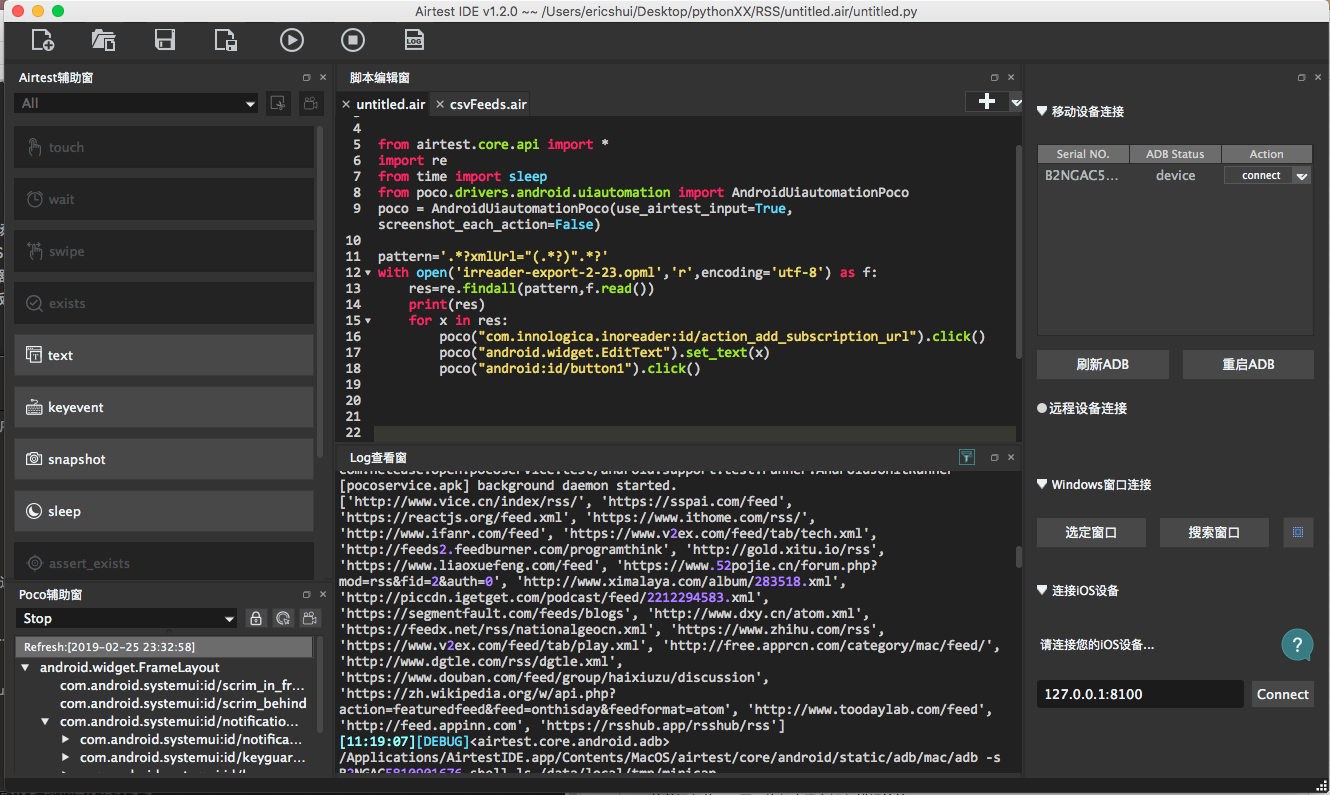 Airtest IDE v1.2.0 ~~ /Users/ericshui/Desktop/pythonXX/RSS/untitled.air/untitled.py
LOG
Airtest辅助窗
All
touch
wait
swipe
exists
text
keyevent
snapshot
sleep
assert_exists
Poco辅助窗
Stop
Refresh:[2019-02-25 23:32:58]
android.widget.FrameLayout
com.android.systemui:id/scrim_in_fr...
com.android.systemui:id/scrim_behind
com.android.systemui:id/notificatio...
com.android.systemui:id/notifica...
com.android.systemui:id/keyguar...
脚本编辑窗
× untitled.air × csvFeeds.air
4
5 from airtest.core.api import *
6 import re
7 from time import sleep
8 from poco.drivers.android.uiautomation import AndroidUiautomationPoco
9 poco = AndroidUiautomationPoco(use_airtest_input=True,
screenshot_each_action=False)
10
11 pattern='.*?xmlUrl="(.*?)".*?'
12 with open('irreader-export-2-23.opml','r',encoding='utf-8') as f:
13 res=re.findall(pattern,f.read())
14 print(res)
15 for x in res:
16 poco("com.innologica.inoreader:id/action_add_subscription_url").click()
17 poco("android.widget.EditText").set_text(x)
18 poco("android:id/button1").click()
19
20
21
22
Log查看窗
com.netease.open.pocoservice.test/android.support.test.runner.AndroidJUnitRunner
[pocoservice.apk] background daemon started.
['http://www.vice.cn/index/rss/', 'https://sspai.com/feed',
'https://reactjs.org/feed.xml', 'https://www.ithome.com/rss/',
'http://www.ifanr.com/feed', 'https://www.v2ex.com/feed/tab/tech.xml',
'http://feeds2.feedburner.com/programthink', 'http://gold.xitu.io/rss',
'https://www.liaoxuefeng.com/feed', 'https://www.52pojie.cn/forum.php?
mod=rss&fid=2&auth=0', 'http://www.ximalaya.com/album/283518.xml',
'http://piccdn.igetget.com/podcast/feed/2212294583.xml',
'https://segmentfault.com/feeds/blogs', 'http://www.dxy.cn/atom.xml',
'https://feedx.net/rss/nationalgeocn.xml', 'https://www.zhihu.com/rss',
'https://www.v2ex.com/feed/tab/play.xml', 'http://free.apprcn.com/category/mac/feed/',
'http://www.dgtle.com/rss/dgtle.xml',
'https://www.douban.com/feed/group/haixiuzu/discussion',
'https://zh.wikipedia.org/w/api.php?
action=featuredfeed&feed=onthisday&feedformat=atom', 'http://www.toodaylab.com/feed',
'http://feed.appinn.com', 'https://rsshub.app/rsshub/rss']
[11:19:07][DEBUG]<airtest.core.android.adb>
/Applications/AirtestIDE.app/Contents/MacOS/airtest/core/android/static/adb/mac/adb -s
B2NGAC5810901676 shell ls /data/local/tmp/minicap
移动设备连接
Serial NO. ADB Status Action
B2NGAC5... device connect
刷新ADB 重启ADB
远程设备连接
Windows窗口连接
选定窗口 搜索窗口
连接iOS设备
请连接您的iOS设备...
?
127.0.0.1:8100 Connect